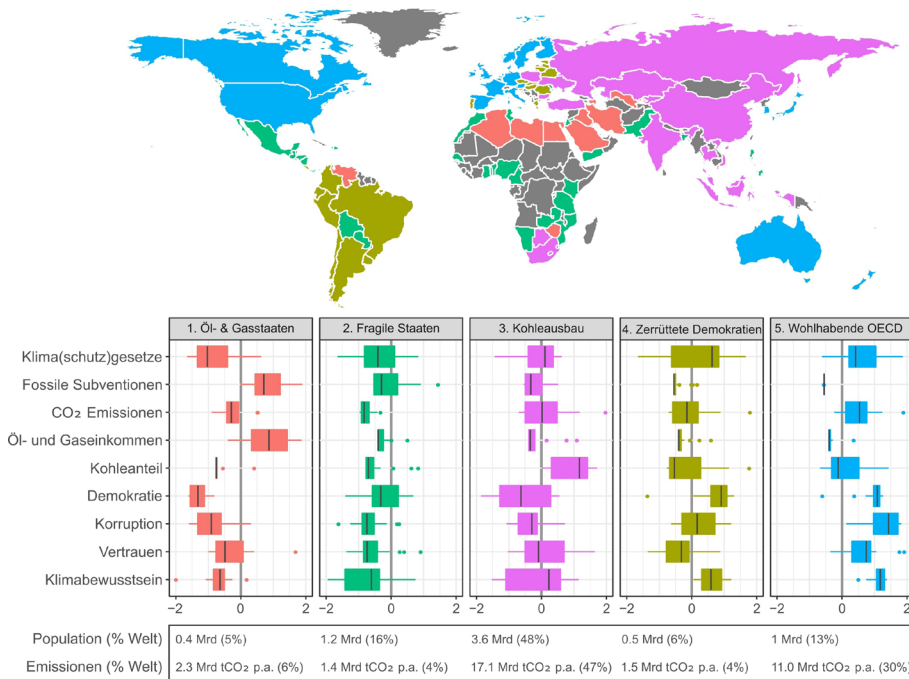 1. Öl- & Gasstaaten 2. Fragile Staaten 3. Kohleausbau 4. Zerrüttete Demokratien 5. Wohlhabende OECD
Klima(schutz)gesetze
Fossile Subventionen
CO₂ Emissionen
Öl- und Gaseinkommen
Kohleanteil
Demokratie
Korruption
Vertrauen
Klimabewusstsein
−2 0 2 −2 0 2 −2 0 2 −2 0 2 −2 0 2
Population (% Welt) 0.4 Mrd (5%) 1.2 Mrd (16%) 3.6 Mrd (48%) 0.5 Mrd (6%) 1 Mrd (13%)
Emissionen (% Welt) 2.3 Mrd tCO₂ p.a. (6%) 1.4 Mrd tCO₂ p.a. (4%) 17.1 Mrd tCO₂ p.a. (47%) 1.5 Mrd tCO₂ p.a. (4%) 11.0 Mrd tCO₂ p.a. (30%)